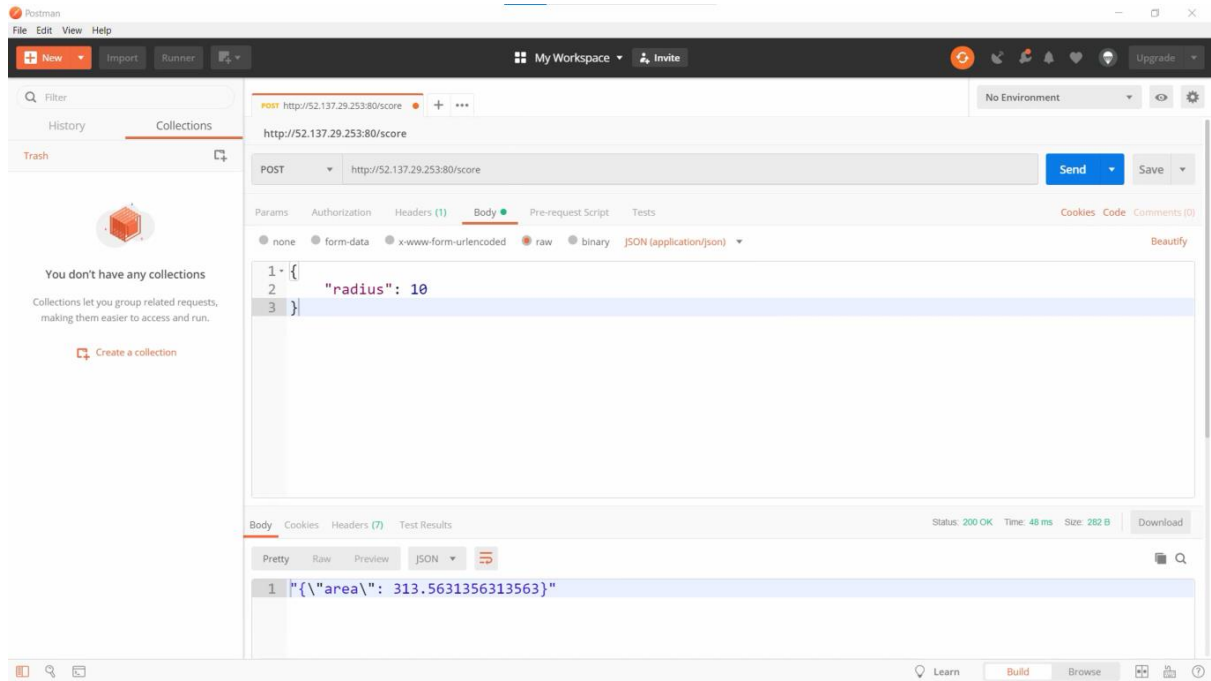 Postman
File Edit View Help
New Import Runner My Workspace Invite Upgrade
Filter
History Collections
Trash
You don't have any collections
Collections let you group related requests,
making them easier to access and run.
Create a collection
POST http://52.137.29.253:80/score + •••
No Environment
http://52.137.29.253:80/score
POST http://52.137.29.253:80/score Send Save
Params Authorization Headers (1) Body Pre-request Script Tests Cookies Code Comments (0)
none form-data x-www-form-urlencoded raw binary JSON (application/json) Beautify
1 {
2 "radius": 10
3 }
Body Cookies Headers (7) Test Results Status: 200 OK Time: 48 ms Size: 282 B Download
Pretty Raw Preview JSON
1 "{\"area\": 313.5631356313563}"
Learn Build Browse